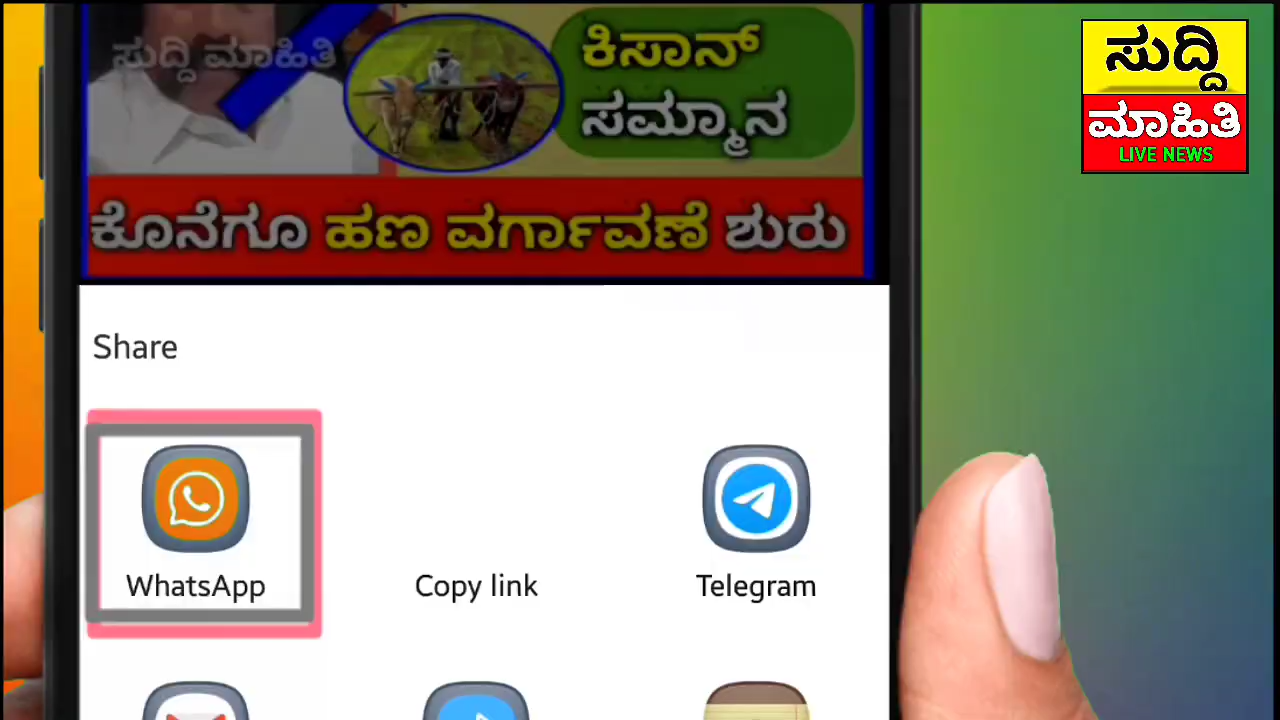 ಸುದ್ದಿ ಮಾಹಿತಿ
ಕಿಸಾನ್
ಸಮ್ಮಾನ
ಕೊನೆಗೂ ಹಣ ವರ್ಗಾವಣೆ ಶುರು
ಸುದ್ದಿ
ಮಾಹಿತಿ
LIVE NEWS
Share
WhatsApp
Copy link
Telegram